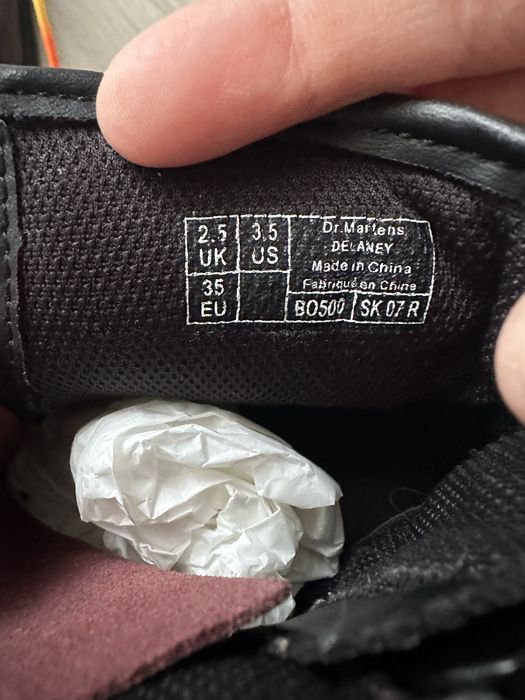 2.5 UK
3.5 US
35 EU
Dr.Martens
DELANEY
Made in China
Fabriqué en Chine
BO500
SK 07 R